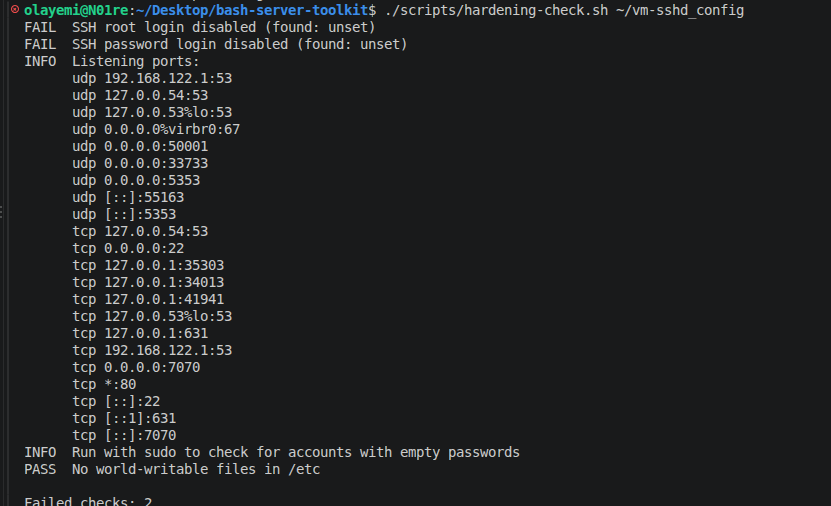 olayemi@N01re:~/Desktop/bash-server-toolkit$ ./scripts/hardening-check.sh ~/vm-sshd_config
FAIL  SSH root login disabled (found: unset)
FAIL  SSH password login disabled (found: unset)
INFO  Listening ports:
      udp 192.168.122.1:53
      udp 127.0.0.54:53
      udp 127.0.0.53%lo:53
      udp 0.0.0.0%virbr0:67
      udp 0.0.0.0:50001
      udp 0.0.0.0:33733
      udp 0.0.0.0:5353
      udp [::]:55163
      udp [::]:5353
      tcp 127.0.0.54:53
      tcp 0.0.0.0:22
      tcp 127.0.0.1:35303
      tcp 127.0.0.1:34013
      tcp 127.0.0.1:41941
      tcp 127.0.0.53%lo:53
      tcp 127.0.0.1:631
      tcp 192.168.122.1:53
      tcp 0.0.0.0:7070
      tcp *:80
      tcp [::]:22
      tcp [::1]:631
      tcp [::]:7070
INFO  Run with sudo to check for accounts with empty passwords
PASS  No world-writable files in /etc
Failed checks: 2